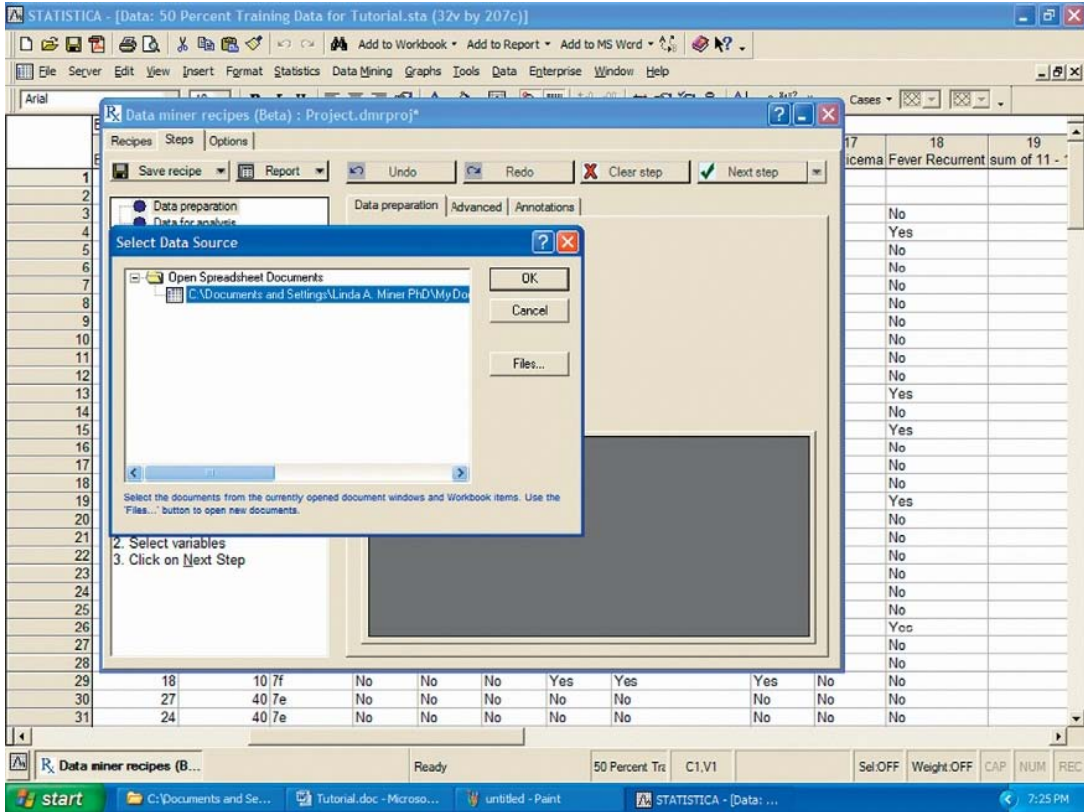 STATISTICA - [Data: 50 Percent Training Data for Tutorial.sta (32v by 207c)]
Add to Workbook Add to Report Add to MS Word
File Server Edit View Insert Format Statistics Data Mining Graphs Tools Data Enterprise Window Help
Arial Cases
Data miner recipes (Beta) : Project.dmrproj*
17 18 19
icema Fever Recurrent sum of 11 -
Recipes Steps Options
Save recipe Report Undo Redo Clear step Next step
Data preparation
Data for analysis
Data preparation Advanced Annotations
Select Data Source
Open Spreadsheet Documents
C:\Documents and Settings\Linda A. Miner PhD\My Do
OK
Cancel
Files...
Select the documents from the currently opened document windows and Workbook items. Use the
'Files...' button to open new documents.
2. Select variables
3. Click on Next Step
1
2
3 No
4 Yes
5 No
6 No
7 No
8 No
9 No
10 No
11 No
12 No
13 Yes
14 No
15 Yes
16 No
17 No
18 No
19 Yes
20 No
21 No
22 No
23 No
24 No
25 No
26 Yes
27 No
28 No
29 18 10 7f No No No Yes Yes Yes No No
30 27 40 7e No No No No No No No No
31 24 40 7e No No No No No No No No
Data miner recipes (B... Ready 50 Percent Tra C1,V1 Sel:OFF Weight:OFF CAP NUM REC
start C:\Documents and Se... Tutorial.doc - Microso... untitled - Paint STATISTICA - [Data: ... 7:25 PM